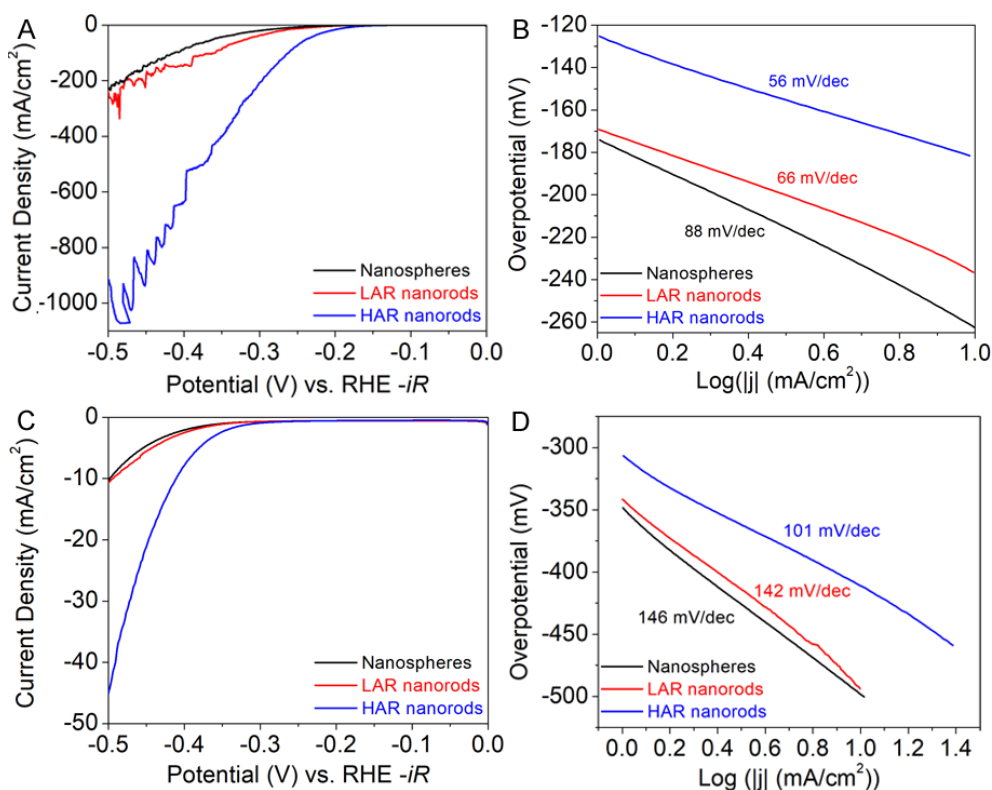 A
0
-200
-400
-600
-800
-1000
Current Density (mA/cm²)
Nanospheres
LAR nanorods
HAR nanorods
-0.5 -0.4 -0.3 -0.2 -0.1 0.0
Potential (V) vs. RHE -iR
B
-120
-140
-160
-180
-200
-220
-240
-260
Overpotential (mV)
56 mV/dec
66 mV/dec
88 mV/dec
Nanospheres
LAR nanorods
HAR nanorods
0.0 0.2 0.4 0.6 0.8 1.0
Log(|j| (mA/cm²))
C
0
-10
-20
-30
-40
-50
Current Density (mA/cm²)
Nanospheres
LAR nanorods
HAR nanorods
-0.5 -0.4 -0.3 -0.2 -0.1 0.0
Potential (V) vs. RHE -iR
D
-300
-350
-400
-450
-500
Overpotential (mV)
101 mV/dec
142 mV/dec
146 mV/dec
Nanospheres
LAR nanorods
HAR nanorods
0.0 0.2 0.4 0.6 0.8 1.0 1.2 1.4
Log (|j| (mA/cm²))